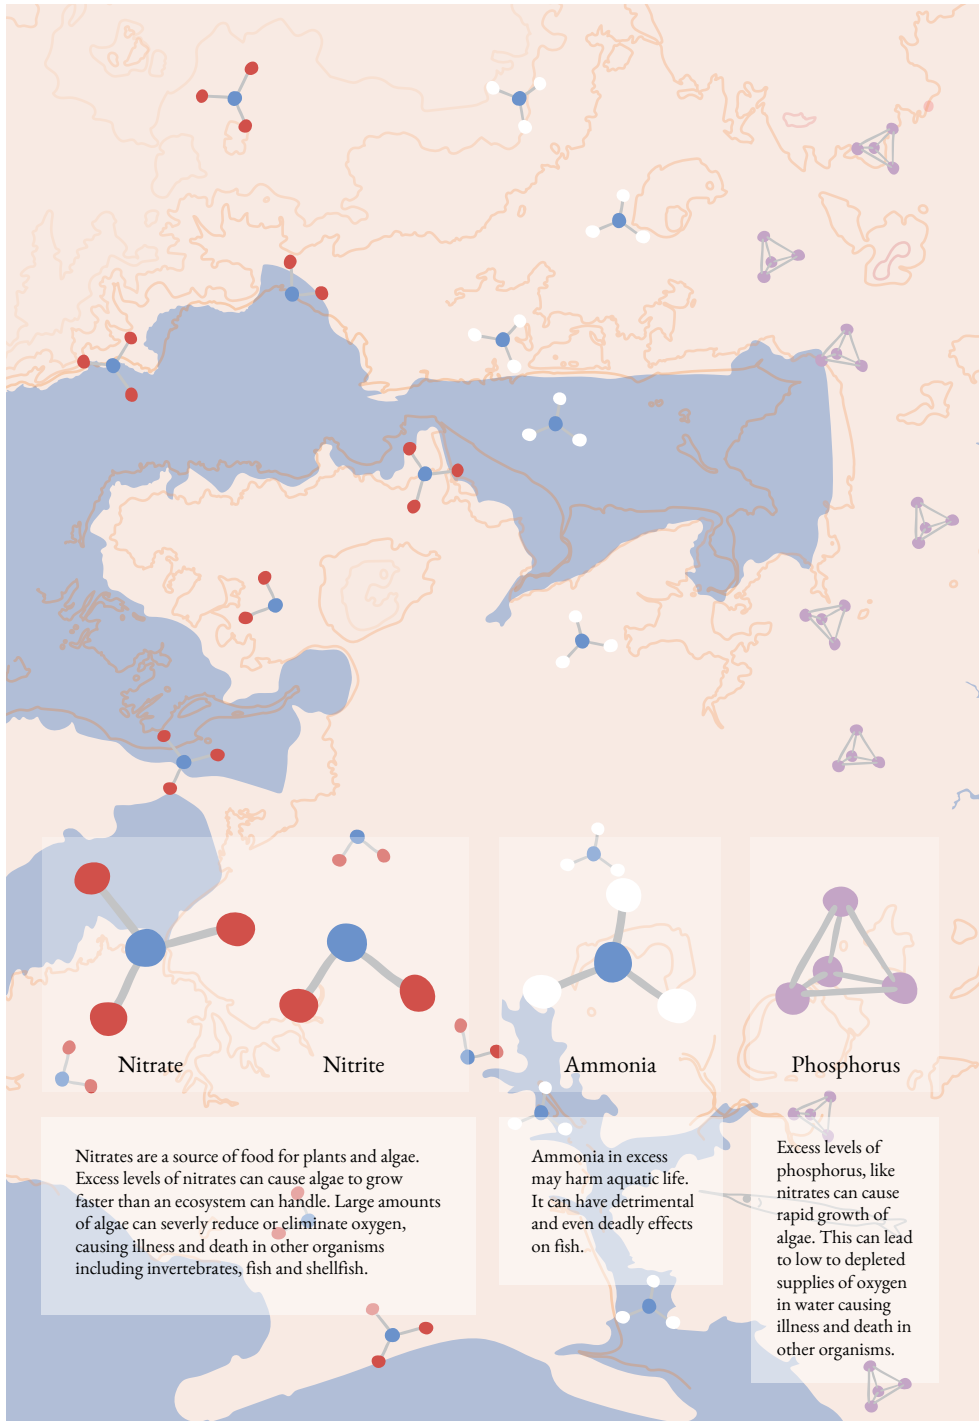 Nitrate
Nitrite
Ammonia
Phosphorus
Nitrates are a source of food for plants and algae.
Excess levels of nitrates can cause algae to grow
faster than an ecosystem can handle. Large amounts
of algae can severly reduce or eliminate oxygen,
causing illness and death in other organisms
including invertebrates, fish and shellfish.
Ammonia in excess
may harm aquatic life.
It can have detrimental
and even deadly effects
on fish.
Excess levels of
phosphorus, like
nitrates can cause
rapid growth of
algae. This can lead
to low to depleted
supplies of oxygen
in water causing
illness and death in
other organisms.